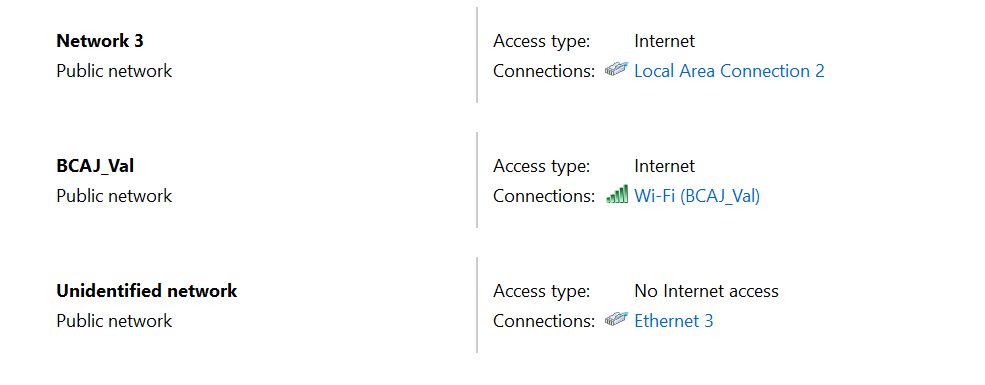 Network 3
Public network
Access type: Internet
Connections: Local Area Connection 2
BCAJ_Val
Public network
Access type: Internet
Connections: Wi-Fi (BCAJ_Val)
Unidentified network
Public network
Access type: No Internet access
Connections: Ethernet 3